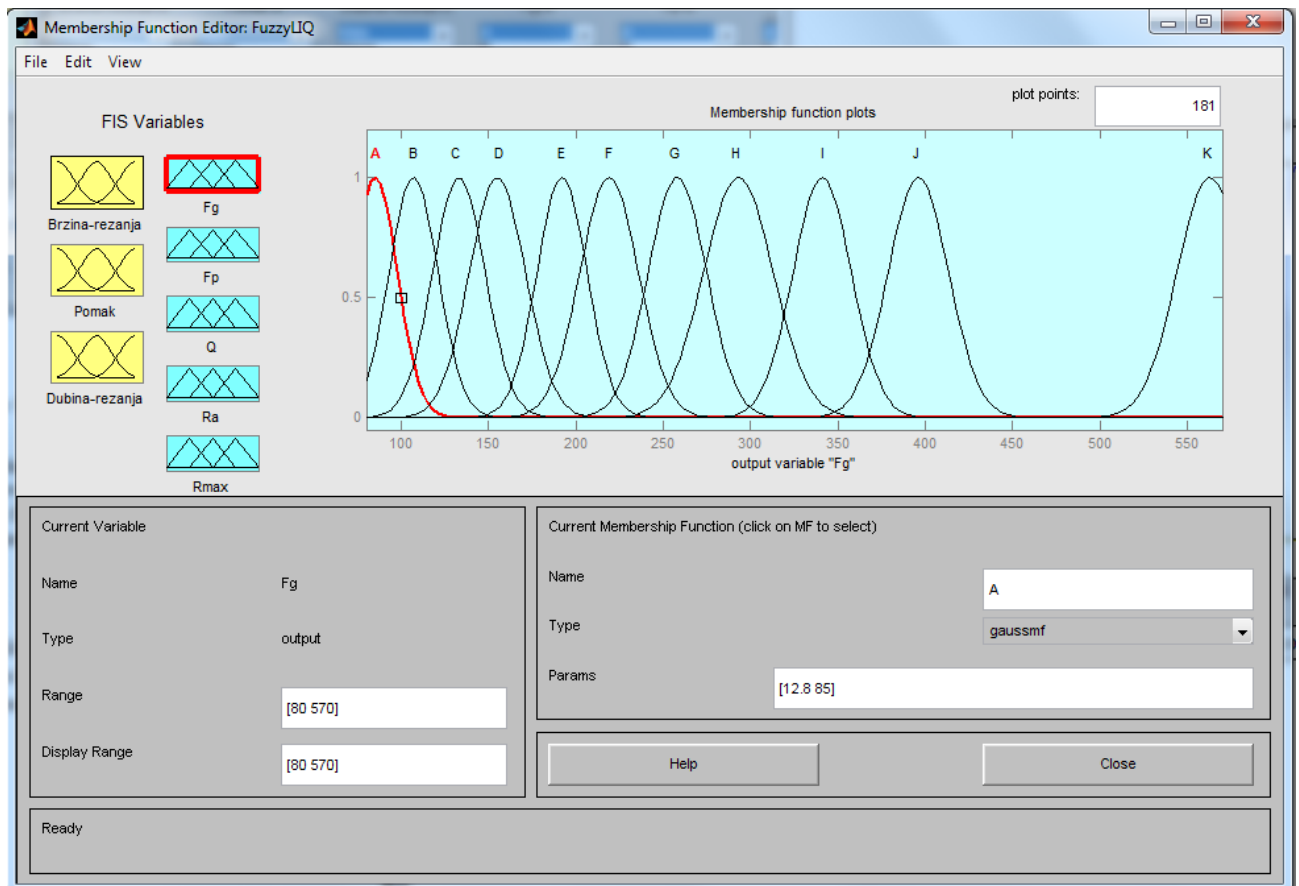 Membership Function Editor: FuzzyLIQ
File Edit View
FIS Variables
Brzina-rezanja
Pomak
Dubina-rezanja
Fg
Fp
Q
Ra
Rmax
plot points: 181
Membership function plots
A B C D E F G H I J K
1
0.5
0
100 150 200 250 300 350 400 450 500 550
output variable "Fg"
Current Variable
Name Fg
Type output
Range [80 570]
Display Range [80 570]
Current Membership Function (click on MF to select)
Name A
Type gaussmf
Params [12.8 85]
Help Close
Ready